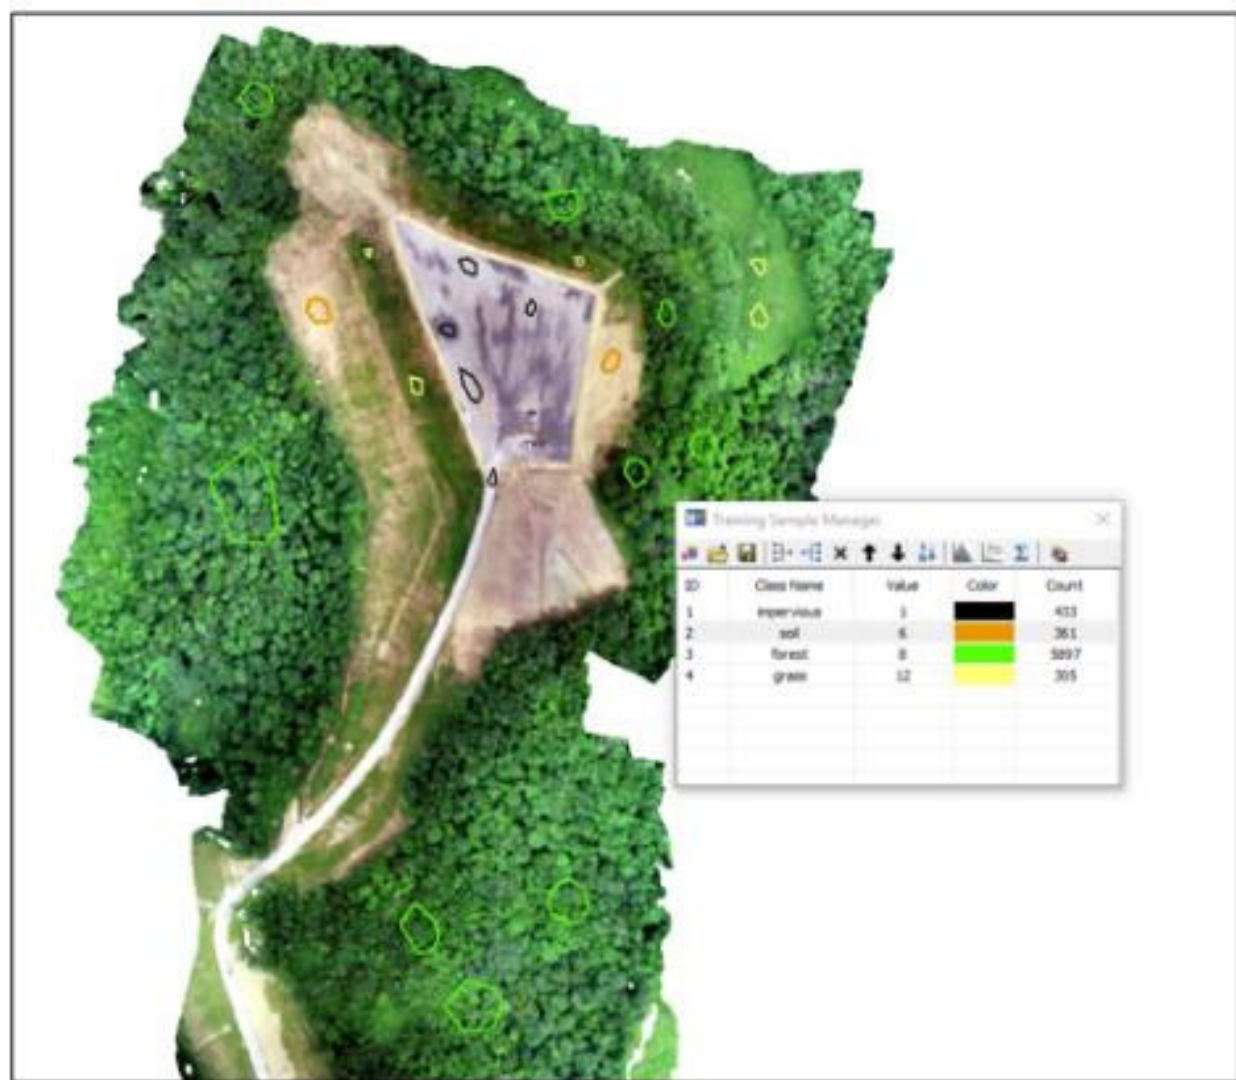 Training Sample Manager
ID Class Name Value Color Count
1 impervious 1 433
2 soil 6 361
3 forest 8 5897
4 grass 12 305